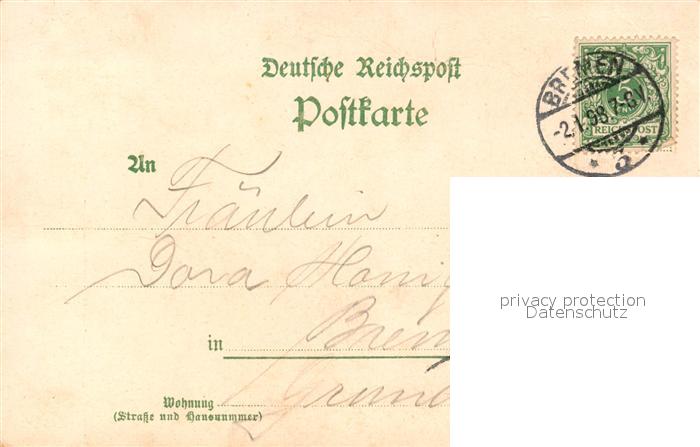 Deutsche Reichspost
Postkarte
BREMEN
-2.1.98.7-8V.
REICHSPOST
An
Fräulein
Dora
in
Wohnung
(Straße und Hausnummer)
privacy protection
Datenschutz